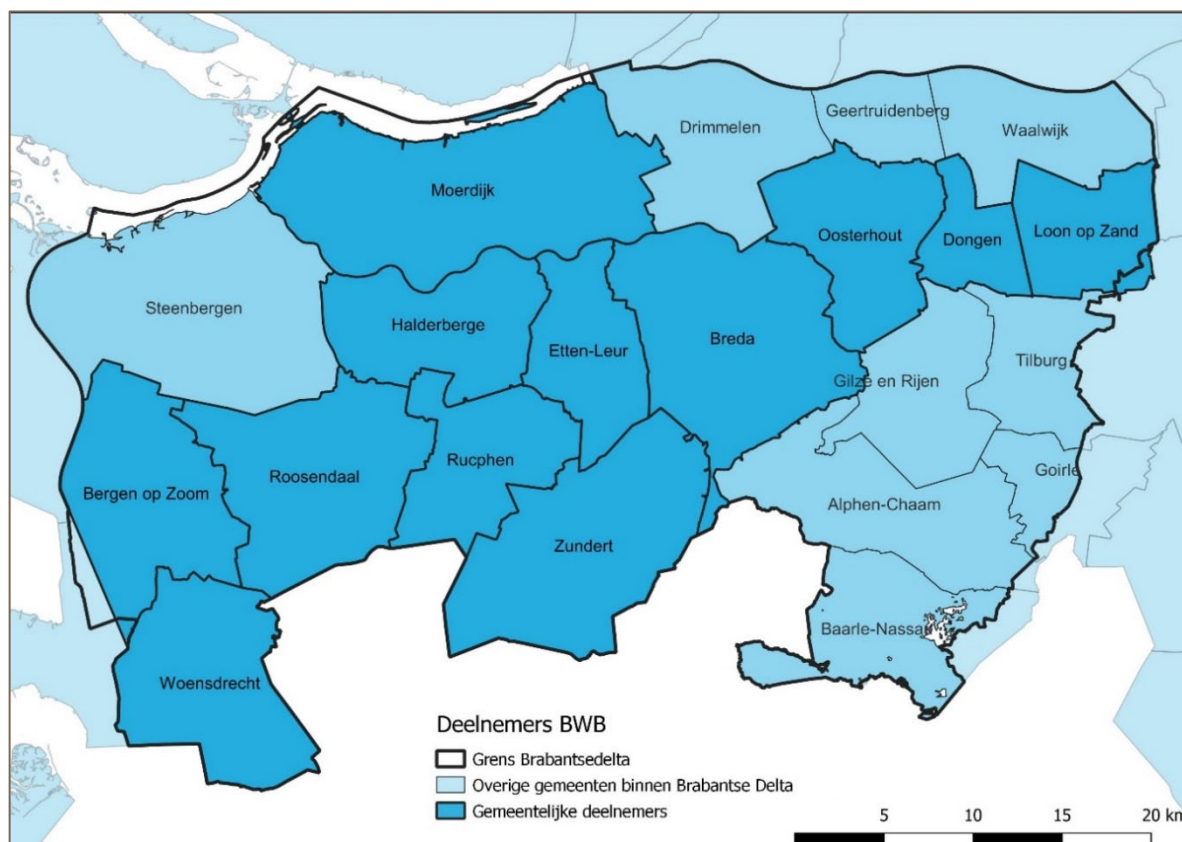 Drimmelen
Geertruidenberg
Waalwijk
Moerdijk
Oosterhout
Dongen
Loon op Zand
Steenbergen
Halderberge
Etten-Leur
Breda
Gilze en Rijen
Tilburg
Bergen op Zoom
Roosendaal
Rucphen
Goirle
Alphen-Chaam
Zundert
Baarle-Nassau
Woensdrecht
Deelnemers BWB
Grens Brabantsedelta
Overige gemeenten binnen Brabantse Delta
Gemeentelijke deelnemers
5 10 15 20 km